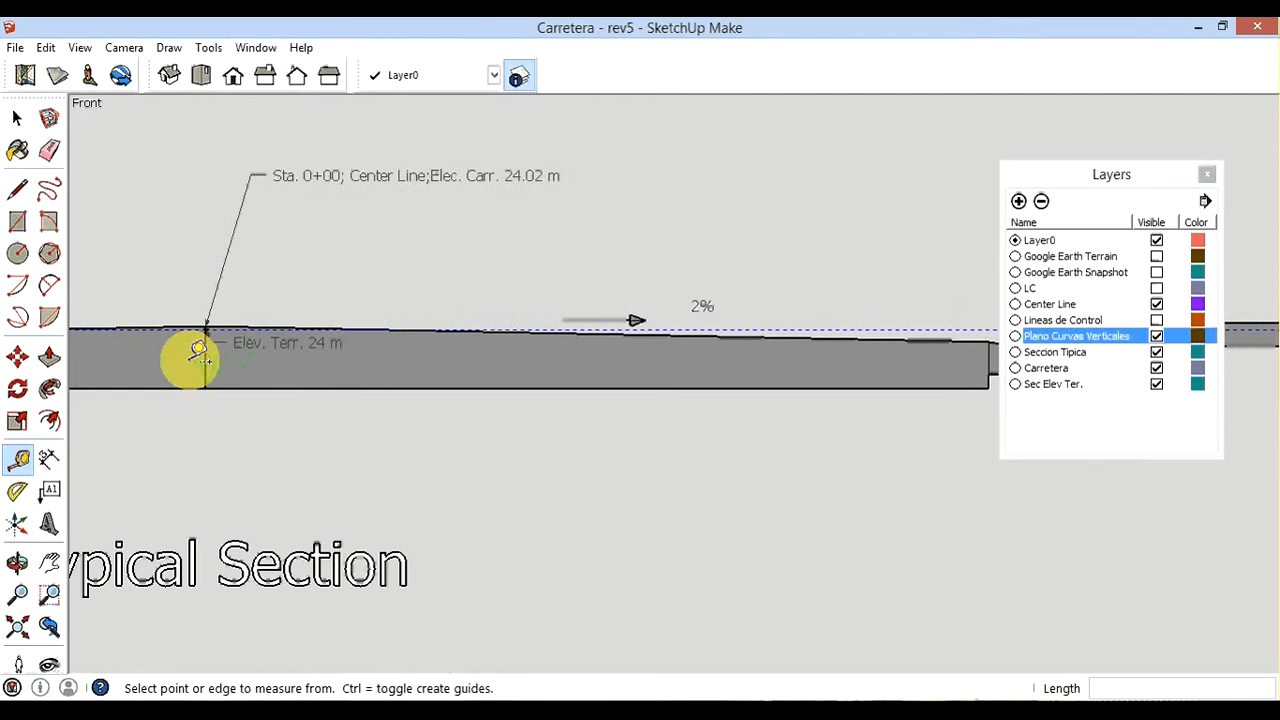 Carretera - rev5 - SketchUp Make
File Edit View Camera Draw Tools Window Help
Layer0
Front
Sta. 0+00; Center Line;Elec. Carr. 24.02 m
2%
Elev. Terr. 24 m
ypical Section
Layers
Name Visible Color
Layer0
Google Earth Terrain
Google Earth Snapshot
LC
Center Line
Lineas de Control
Plano Curvas Verticales
Seccion Tipica
Carretera
Sec Elev Ter.
A1
Select point or edge to measure from. Ctrl = toggle create guides.
Length